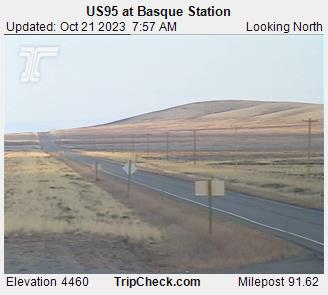 US95 at Basque Station
Updated: Oct 21 2023 7:57 AM Looking North
Elevation 4460 TripCheck.com Milepost 91.62